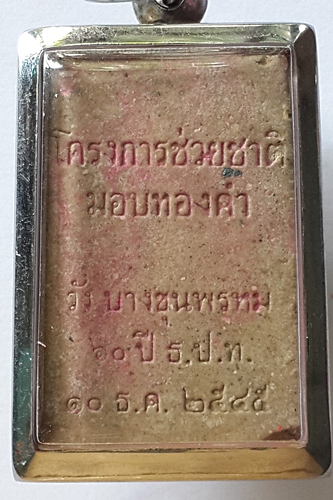 โครงการช่วยชาติ
มอบทองคำ
วัง บางขุนพรหม
๖๐ ปี ธ.ป.ท.
๑๐ ธ.ค. ๒๕๔๕